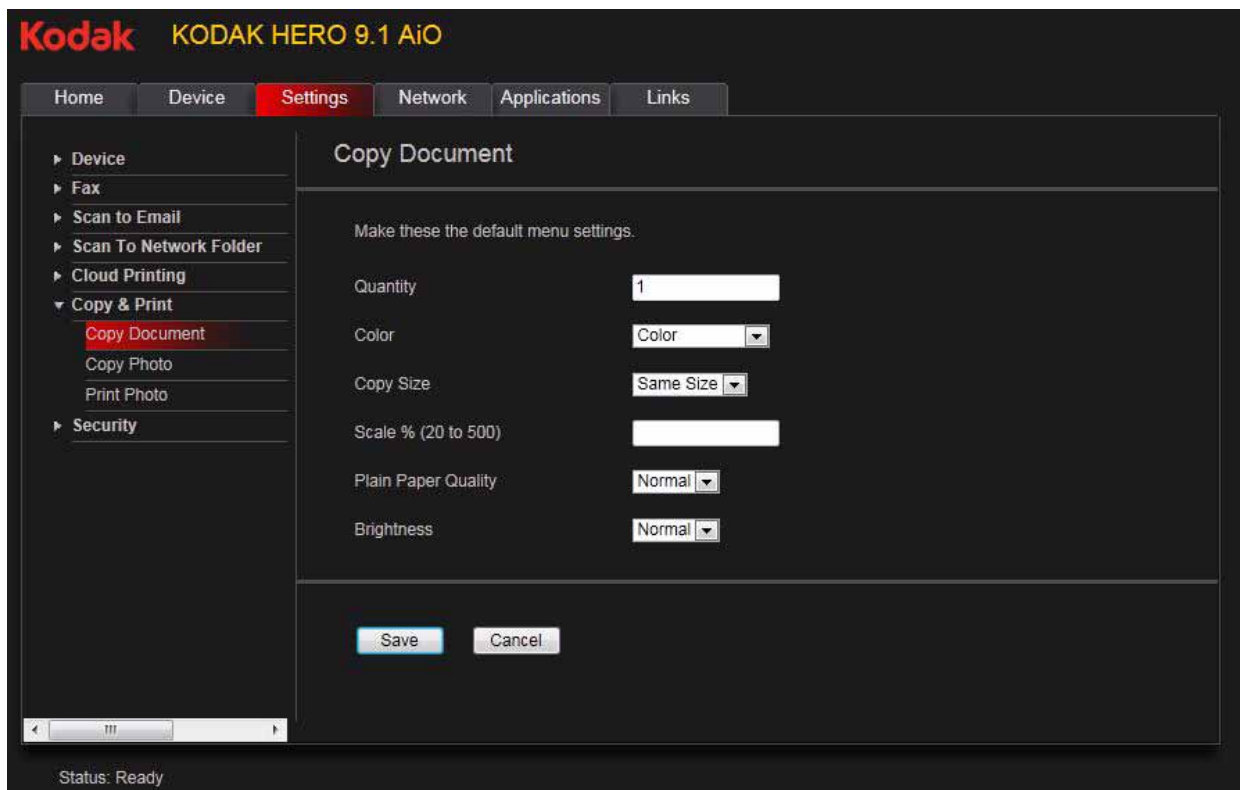 Kodak KODAK HERO 9.1 AiO
Home Device Settings Network Applications Links
Device
Fax
Scan to Email
Scan To Network Folder
Cloud Printing
Copy & Print
Copy Document
Copy Photo
Print Photo
Security
Copy Document
Make these the default menu settings.
Quantity 1
Color Color
Copy Size Same Size
Scale % (20 to 500)
Plain Paper Quality Normal
Brightness Normal
Save Cancel
Status: Ready